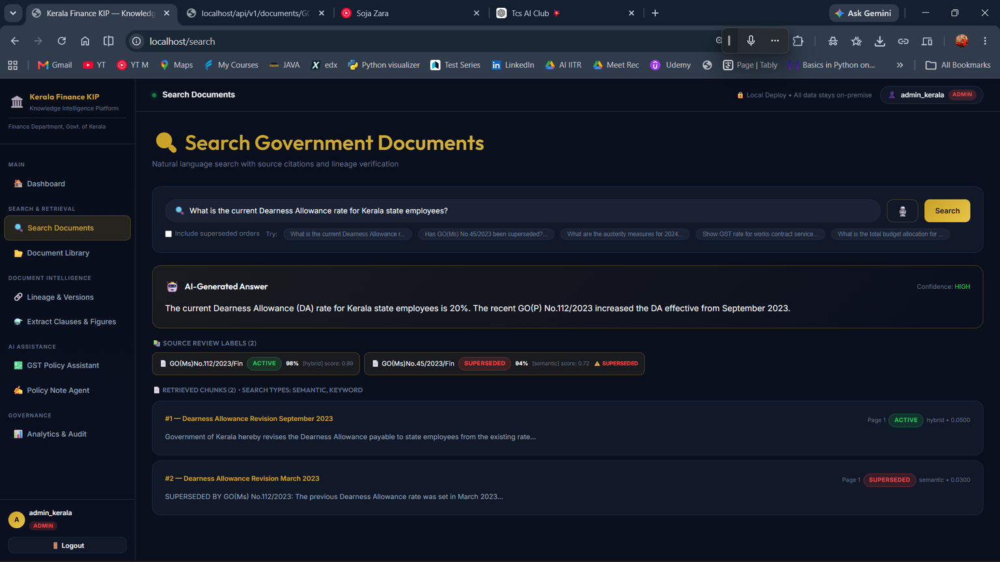 Kerala Finance KIP — Knowledg
localhost/api/v1/documents/GO
Soja Zara
Tcs AI Club
Ask Gemini
localhost/search
Gmail
YT
YT M
Maps
My Courses
JAVA
edx
Python visualizer
Test Series
LinkedIn
AI IITR
Meet Rec
Udemy
Page | Tably
Basics in Python on...
All Bookmarks
Kerala Finance KIP
Knowledge Intelligence Platform
Finance Department, Govt. of Kerala
MAIN
Dashboard
SEARCH & RETRIEVAL
Search Documents
Document Library
DOCUMENT INTELLIGENCE
Lineage & Versions
Extract Clauses & Figures
AI ASSISTANCE
GST Policy Assistant
Policy Note Agent
GOVERNANCE
Analytics & Audit
A
admin_kerala
ADMIN
Logout
Search Documents
Local Deploy • All data stays on-premise
admin_kerala ADMIN
Search Government Documents
Natural language search with source citations and lineage verification
What is the current Dearness Allowance rate for Kerala state employees?
Search
Include superseded orders Try: What is the current Dearness Allowance r... Has GO(Ms) No.45/2023 been superseded?... What are the austerity measures for 2024... Show GST rate for works contract service... What is the total budget allocation for ...
AI-Generated Answer
Confidence: HIGH
The current Dearness Allowance (DA) rate for Kerala state employees is 20%. The recent GO(P) No.112/2023 increased the DA effective from September 2023.
SOURCE REVIEW LABELS (2)
GO(Ms)No.112/2023/Fin ACTIVE 98% [hybrid] score: 0.89
GO(Ms)No.45/2023/Fin SUPERSEDED 94% [semantic] score: 0.72 SUPERSEDED
RETRIEVED CHUNKS (2) • SEARCH TYPES: SEMANTIC, KEYWORD
#1 — Dearness Allowance Revision September 2023
Page 1 ACTIVE hybrid • 0.0500
Government of Kerala hereby revises the Dearness Allowance payable to state employees from the existing rate...
#2 — Dearness Allowance Revision March 2023
Page 1 SUPERSEDED semantic • 0.0300
SUPERSEDED BY GO(Ms) No.112/2023: The previous Dearness Allowance rate was set in March 2023...